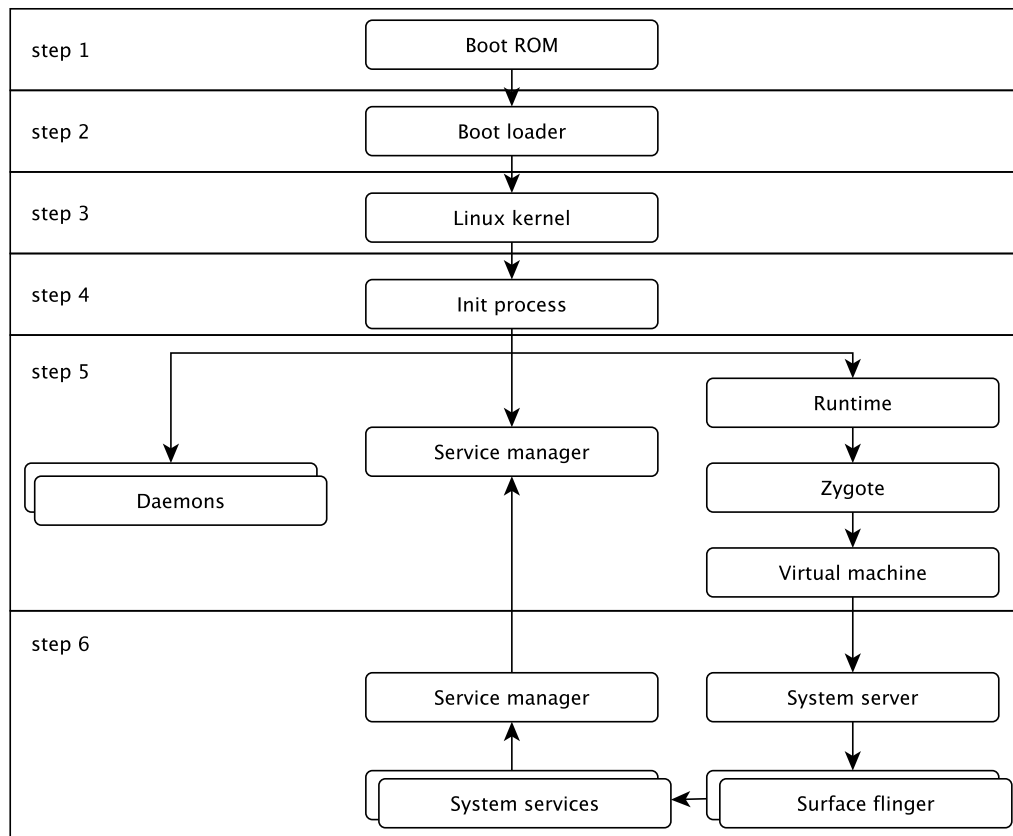 step 1
Boot ROM
step 2
Boot loader
step 3
Linux kernel
step 4
Init process
step 5
Runtime
Service manager
Zygote
Daemons
Virtual machine
step 6
Service manager
System server
System services
Surface flinger